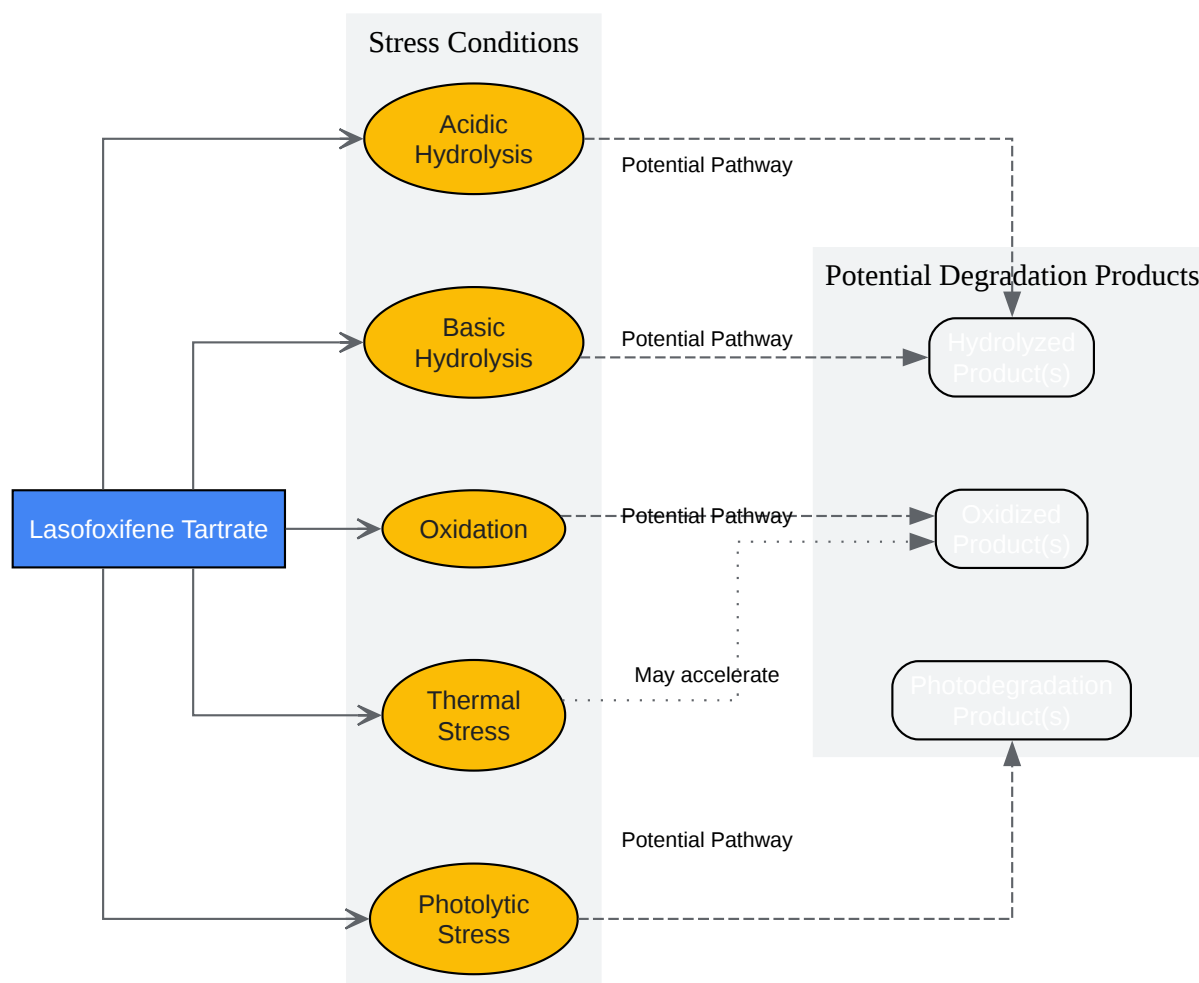 Stress Conditions
Acidic
Hydrolysis
Potential Pathway
Potential Degradation Products
Basic
Hydrolysis
Potential Pathway
Hydrolyzed
Product(s)
Lasofoxifene Tartrate
Oxidation
Potential Pathway
Oxidized
Product(s)
Thermal
Stress
May accelerate
Photodegradation
Product(s)
Potential Pathway
Photolytic
Stress